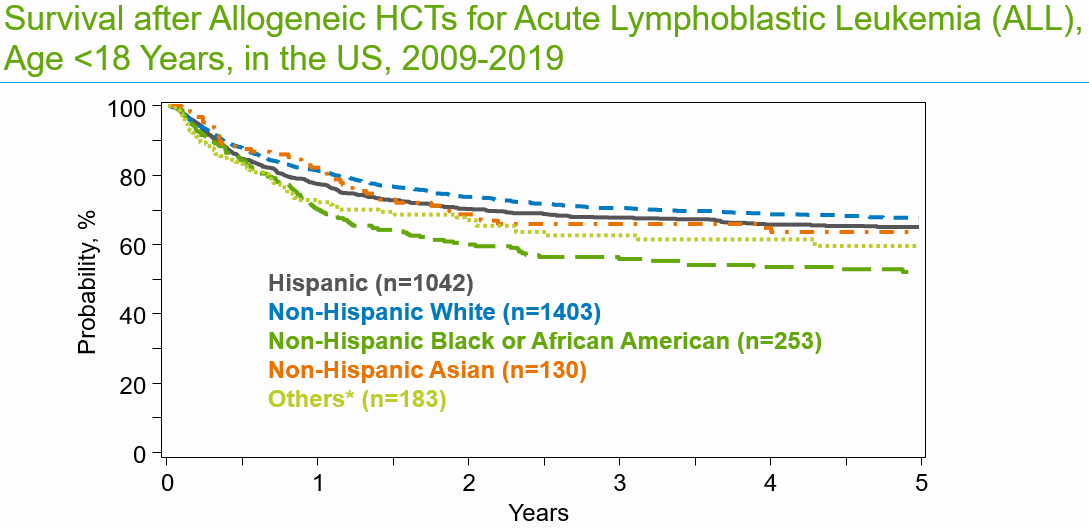 Survival after Allogeneic HCTs for Acute Lymphoblastic Leukemia (ALL),
Age <18 Years, in the US, 2009-2019
100
80
60
40
20
0
Probability, %
Hispanic (n=1042)
Non-Hispanic White (n=1403)
Non-Hispanic Black or African American (n=253)
Non-Hispanic Asian (n=130)
Others* (n=183)
0 1 2 3 4 5
Years